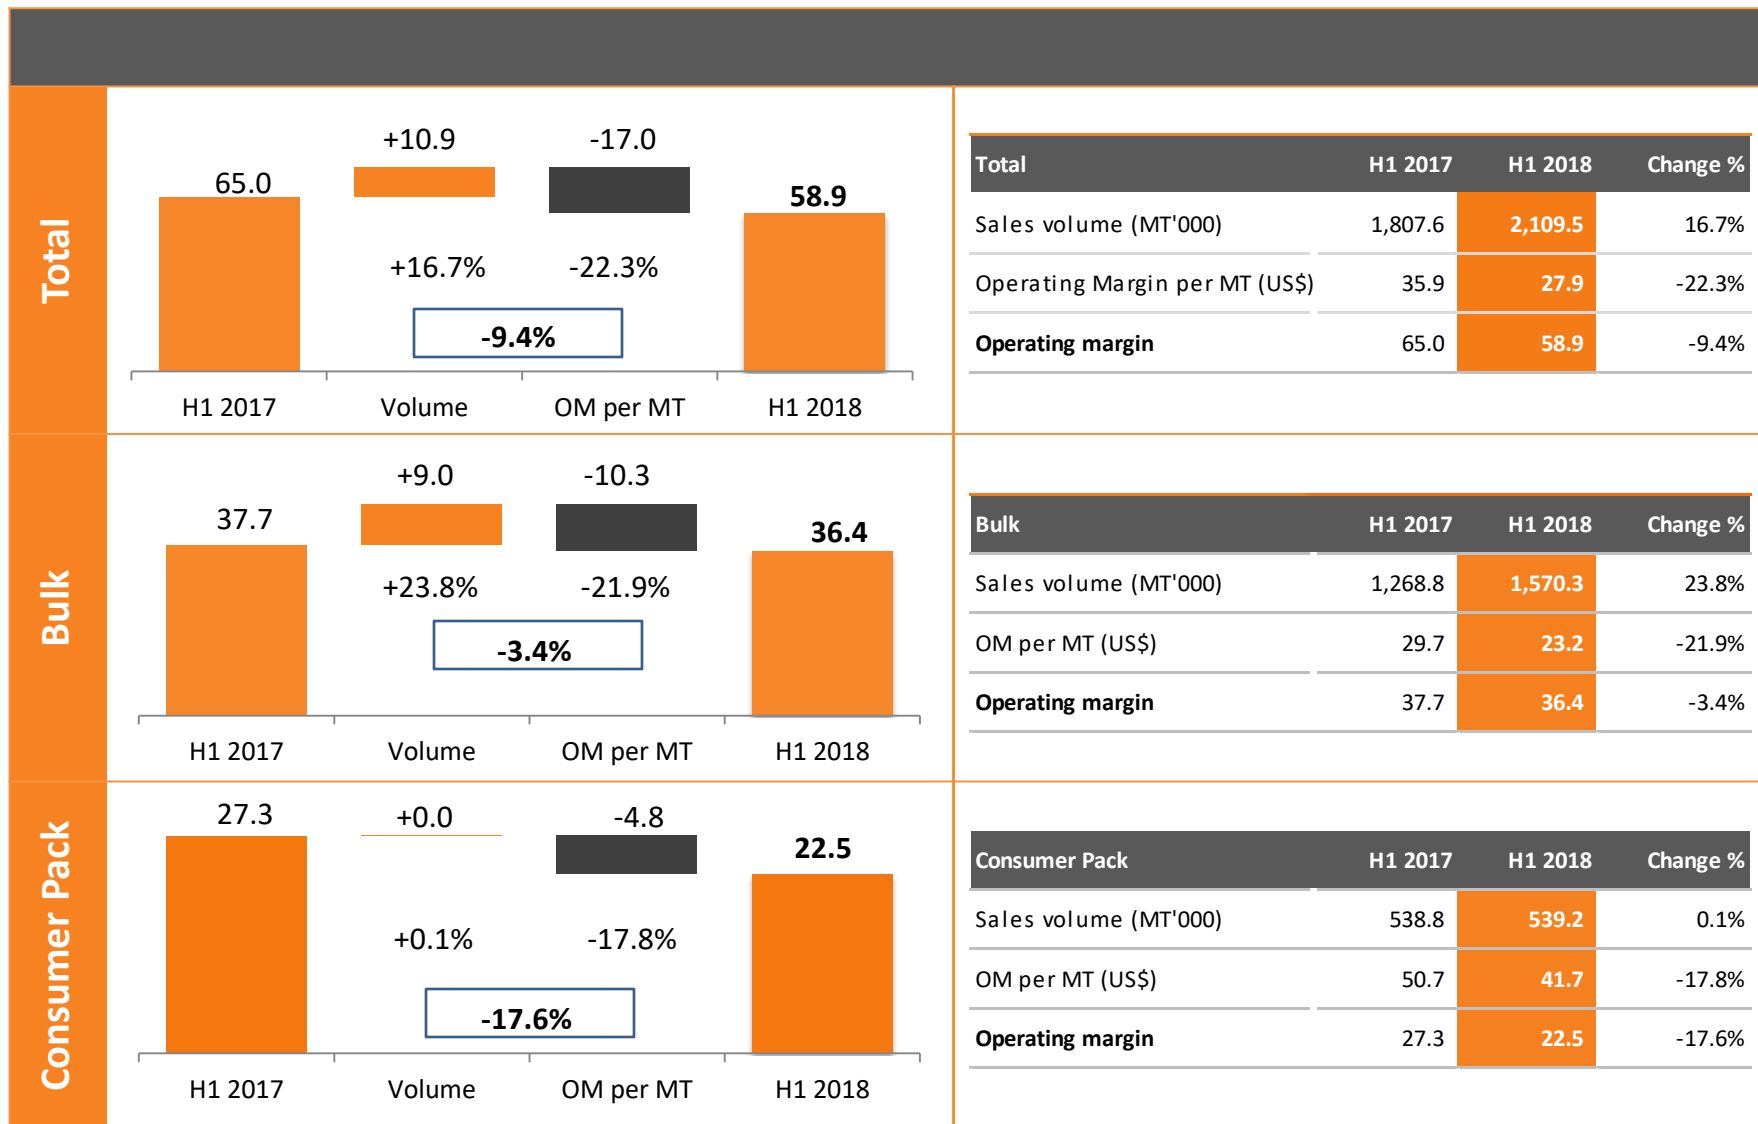 Total
+10.9 -17.0
65.0 58.9
+16.7% -22.3%
-9.4%
H1 2017 Volume OM per MT H1 2018
Total H1 2017 H1 2018 Change %
Sales volume (MT'000) 1,807.6 2,109.5 16.7%
Operating Margin per MT (US$) 35.9 27.9 -22.3%
Operating margin 65.0 58.9 -9.4%
Bulk
+9.0 -10.3
37.7 36.4
+23.8% -21.9%
-3.4%
H1 2017 Volume OM per MT H1 2018
Bulk H1 2017 H1 2018 Change %
Sales volume (MT'000) 1,268.8 1,570.3 23.8%
OM per MT (US$) 29.7 23.2 -21.9%
Operating margin 37.7 36.4 -3.4%
Consumer Pack
27.3 +0.0 -4.8
22.5
+0.1% -17.8%
-17.6%
H1 2017 Volume OM per MT H1 2018
Consumer Pack H1 2017 H1 2018 Change %
Sales volume (MT'000) 538.8 539.2 0.1%
OM per MT (US$) 50.7 41.7 -17.8%
Operating margin 27.3 22.5 -17.6%